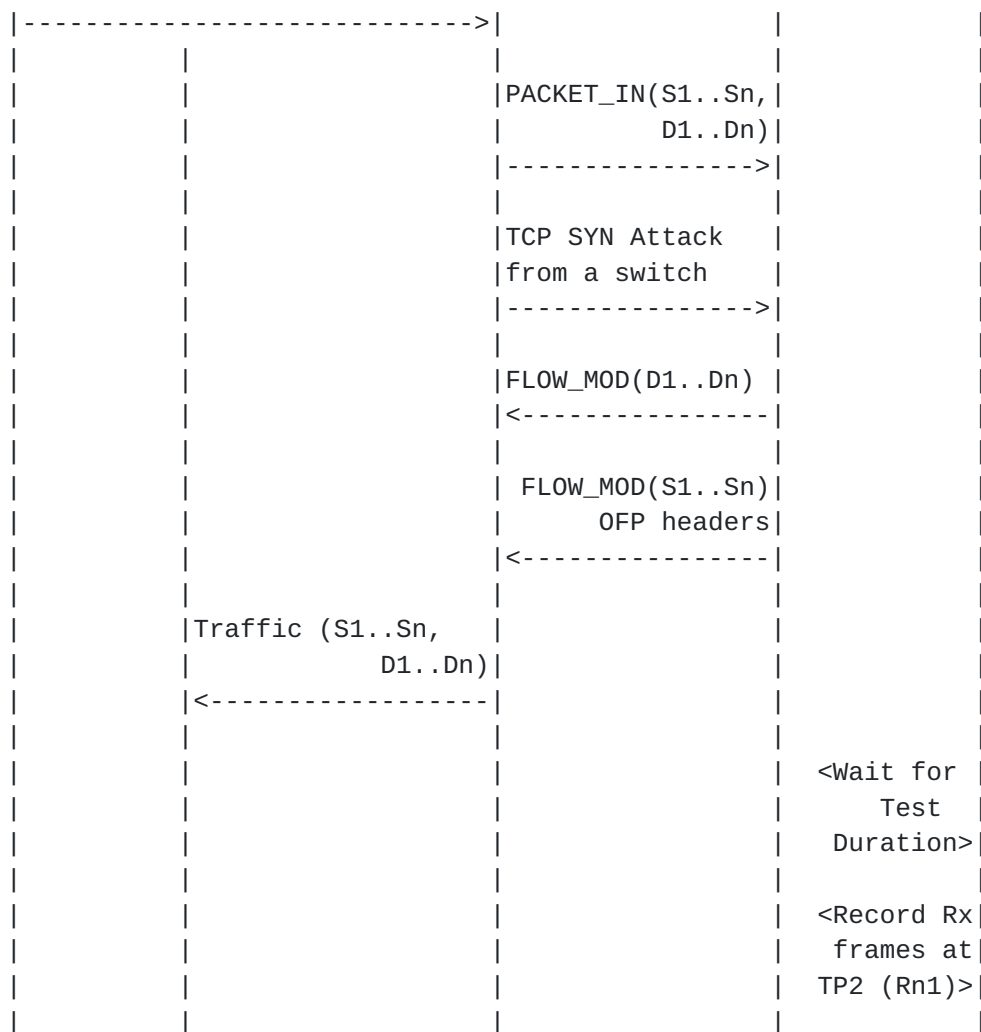 |----------------------------->| | |
| | | | |
| | |PACKET_IN(S1..Sn,| |
| | | D1..Dn)| |
| | |---------------->| |
| | | | |
| | |TCP SYN Attack | |
| | |from a switch | |
| | |---------------->| |
| | | | |
| | |FLOW_MOD(D1..Dn) | |
| | |<----------------| |
| | | | |
| | | FLOW_MOD(S1..Sn)| |
| | | OFP headers| |
| | |<----------------| |
| | | | |
| |Traffic (S1..Sn, | | |
| | D1..Dn)| | |
| |<------------------| | |
| | | | |
| | | | <Wait for |
| | | | Test |
| | | | Duration>|
| | | | |
| | | | <Record Rx|
| | | | frames at|
| | | | TP2 (Rn1)>|
| | | | |